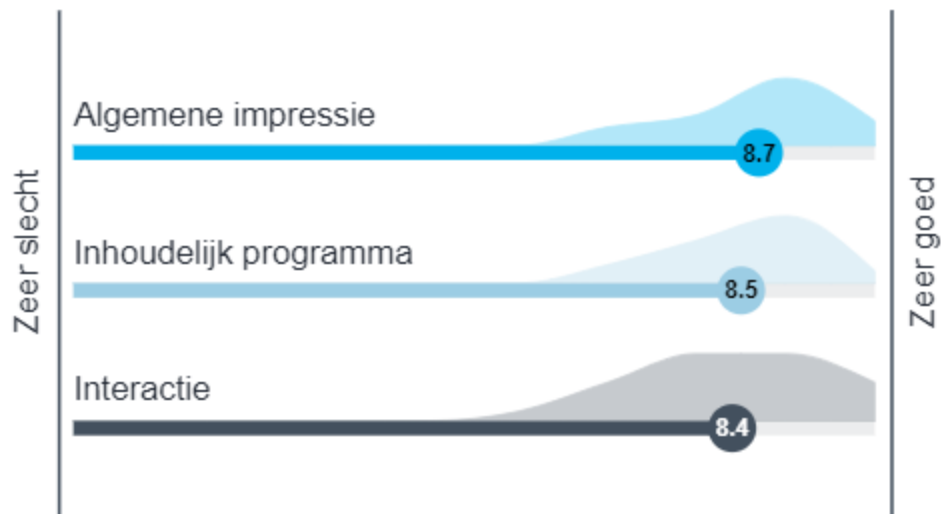 Zeer slecht
Algemene impressie
8.7
Inhoudelijk programma
8.5
Interactie
8.4
Zeer goed